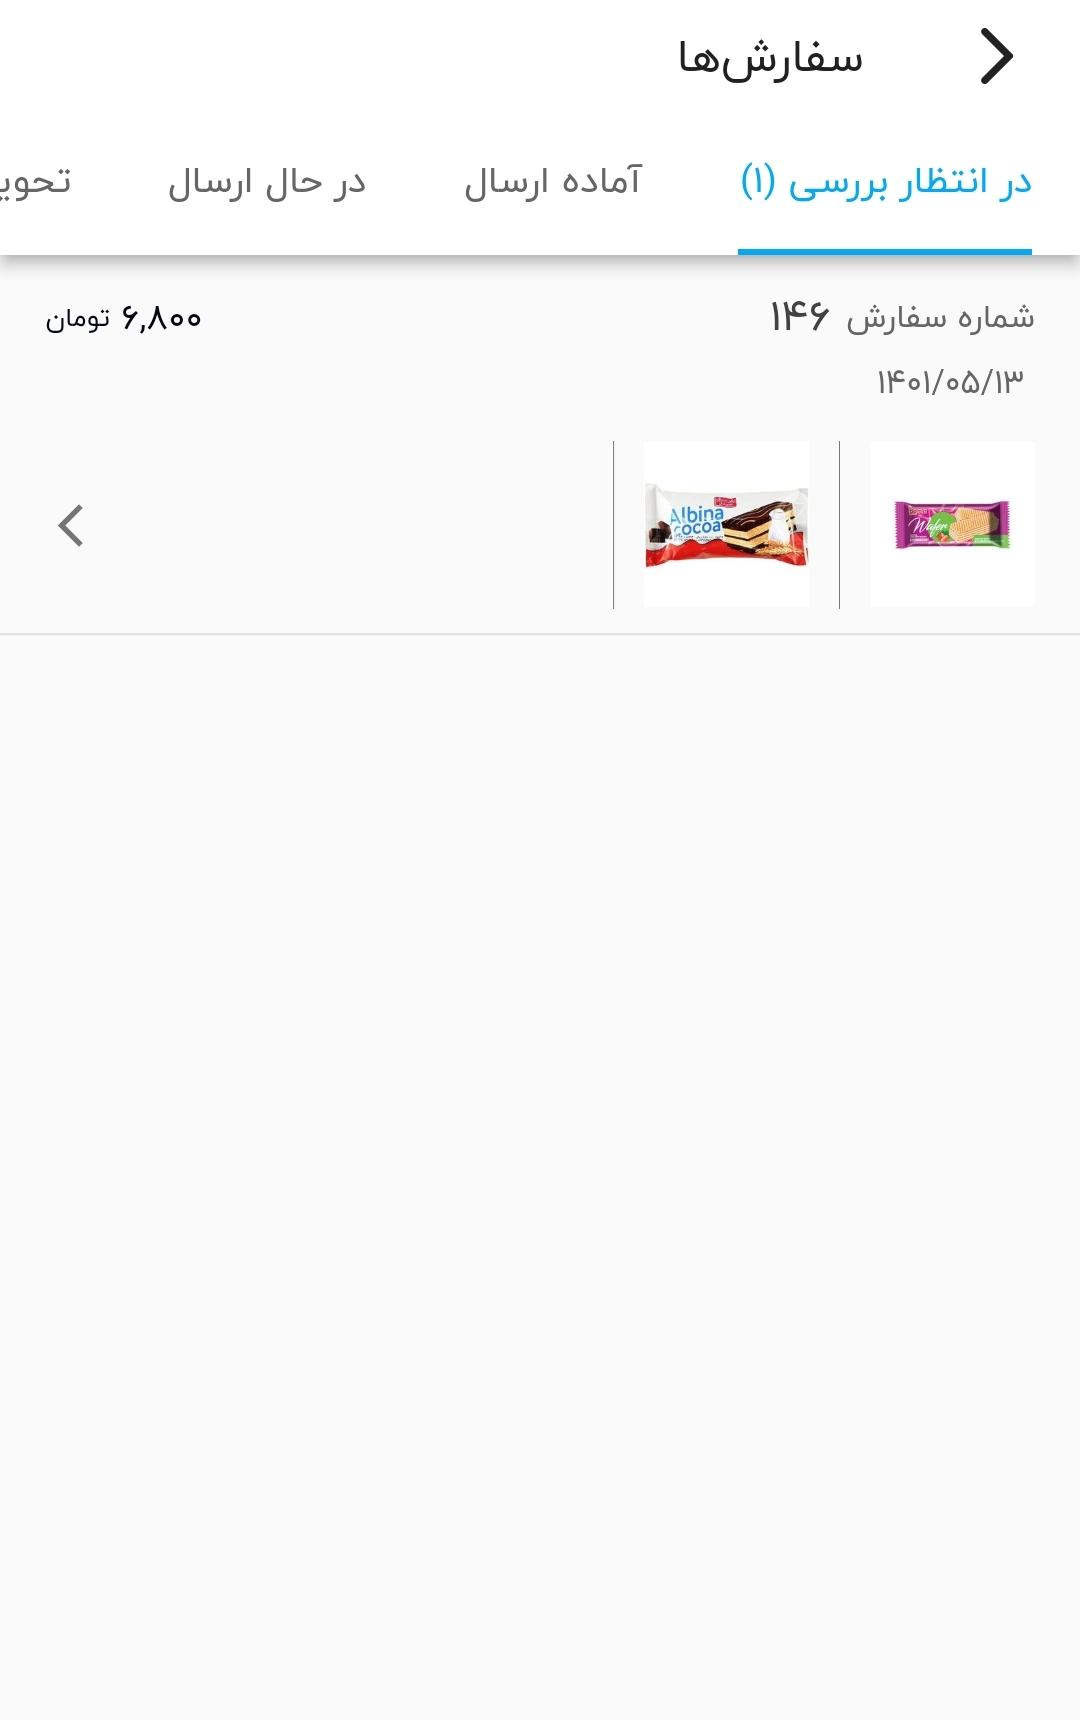 سفارش‌ها
در انتظار بررسی (۱) آماده ارسال در حال ارسال تحوی
شماره سفارش ۱۴۶ ۶,۸۰۰ تومان
۱۴۰۱/۰۵/۱۳
Wafer
Albina
Cocoa